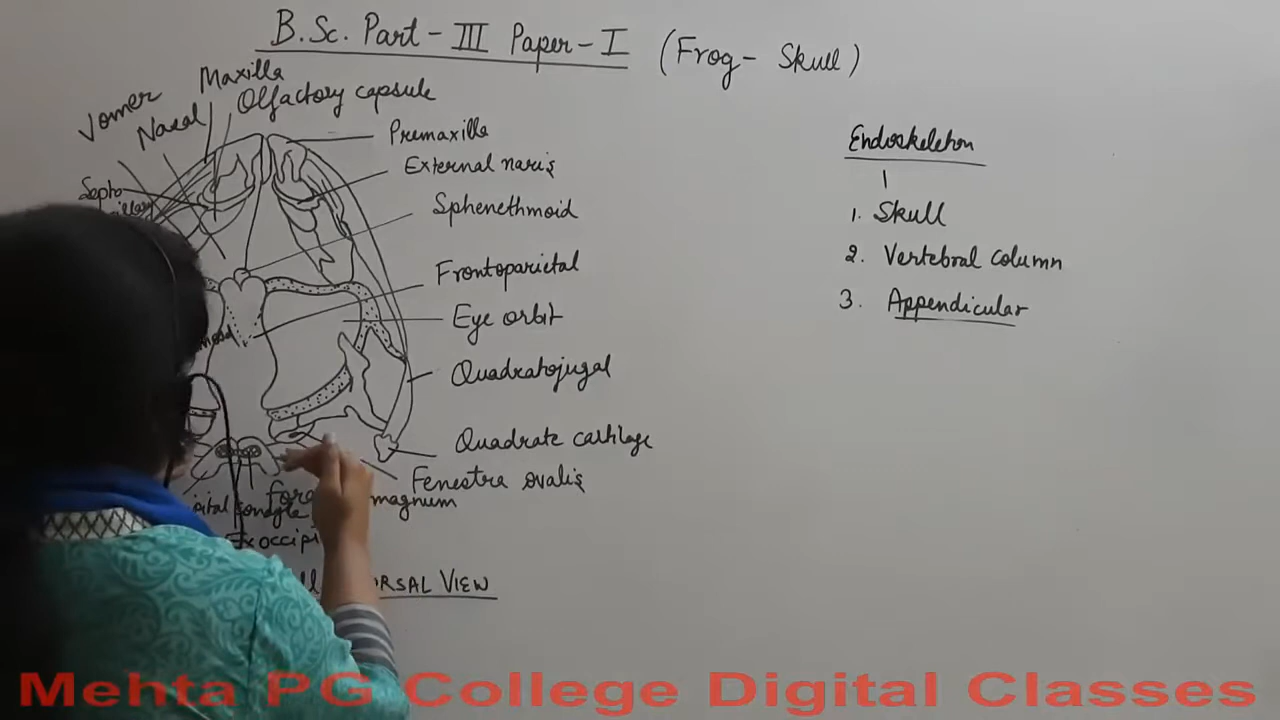 B.Sc. Part - III Paper - I (Frog - Skull)
Maxilla
Vomer
Nasal
Olfactory capsule
Premaxilla
External naris
Septo
Sphenethmoid
Frontoparietal
Eye orbit
Quadratojugal
Quadrate cartilage
Fenestra ovalis
magnum
VIEW
Endoskeleton
1. Skull
2. Vertebral column
3. Appendicular
Mehta PG College Digital Classes